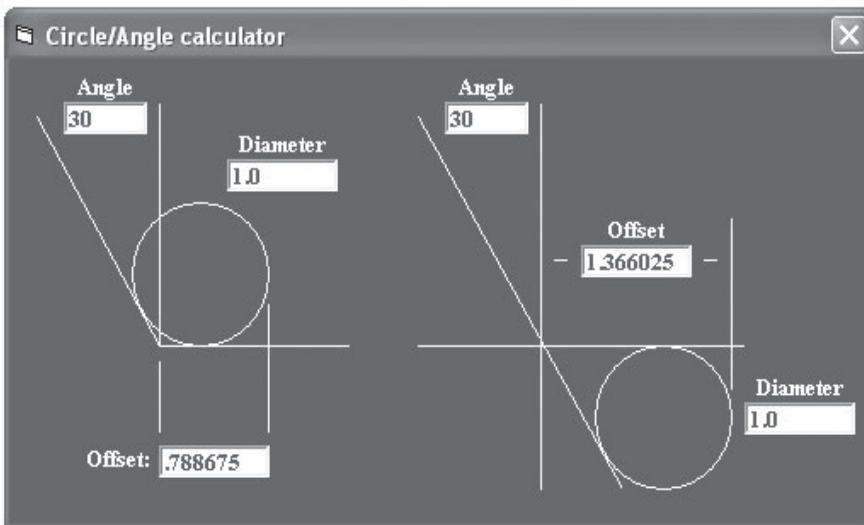 Circle/Angle calculator
Angle
30
Diameter
1.0
Offset:
.788675
Angle
30
Offset
1.366025
Diameter
1.0